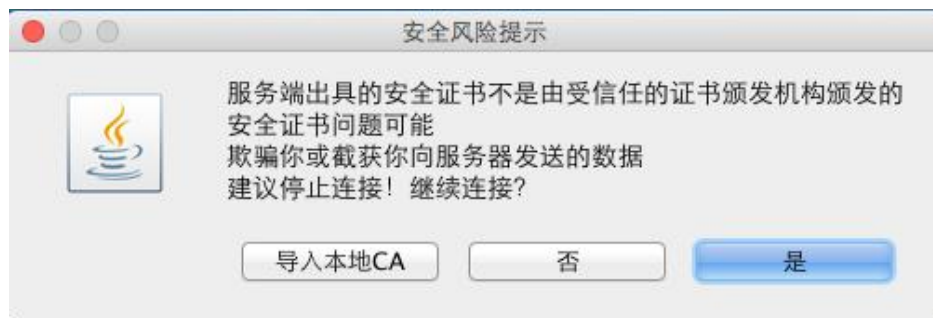 安全风险提示
服务端出具的安全证书不是由受信任的证书颁发机构颁发的
安全证书问题可能
欺骗你或截获你向服务器发送的数据
建议停止连接！继续连接？
导入本地CA
否
是